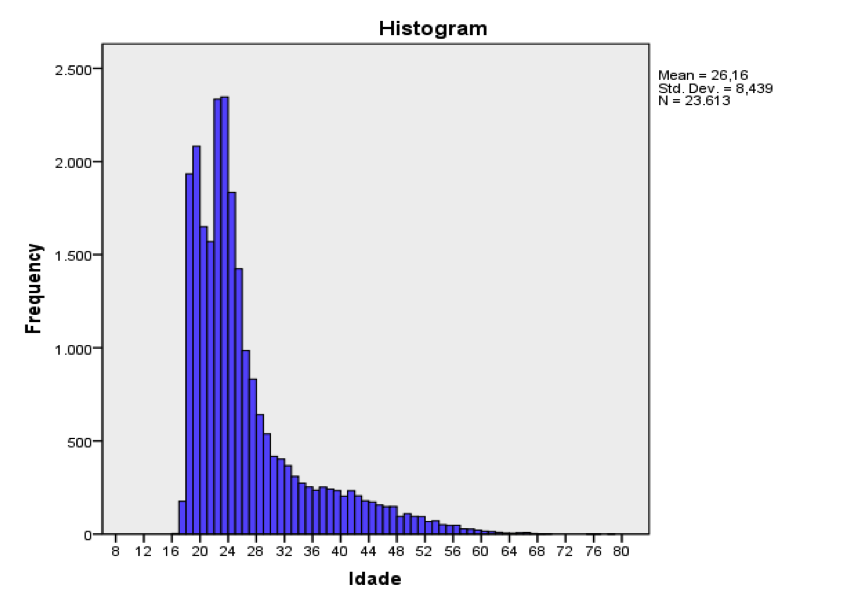 Histogram
Mean = 26,16
Std. Dev. = 8,439
N = 23.613
2.500
2.000
1.500
1.000
500
0
Frequency
8 12 16 20 24 28 32 36 40 44 48 52 56 60 64 68 72 76 80
Idade